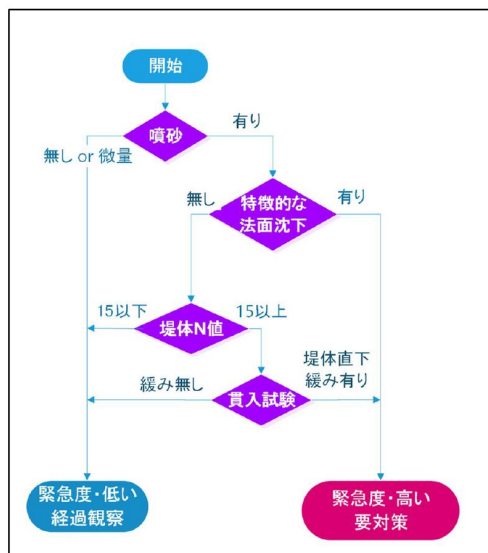 開始
噴砂
有り
無し or 微量
特徴的な
法面沈下
無し
有り
15以下
堤体N値
15以上
堤体直下
緩み有り
緩み無し
貫入試験
緊急度・低い
経過観察
緊急度・高い
要対策